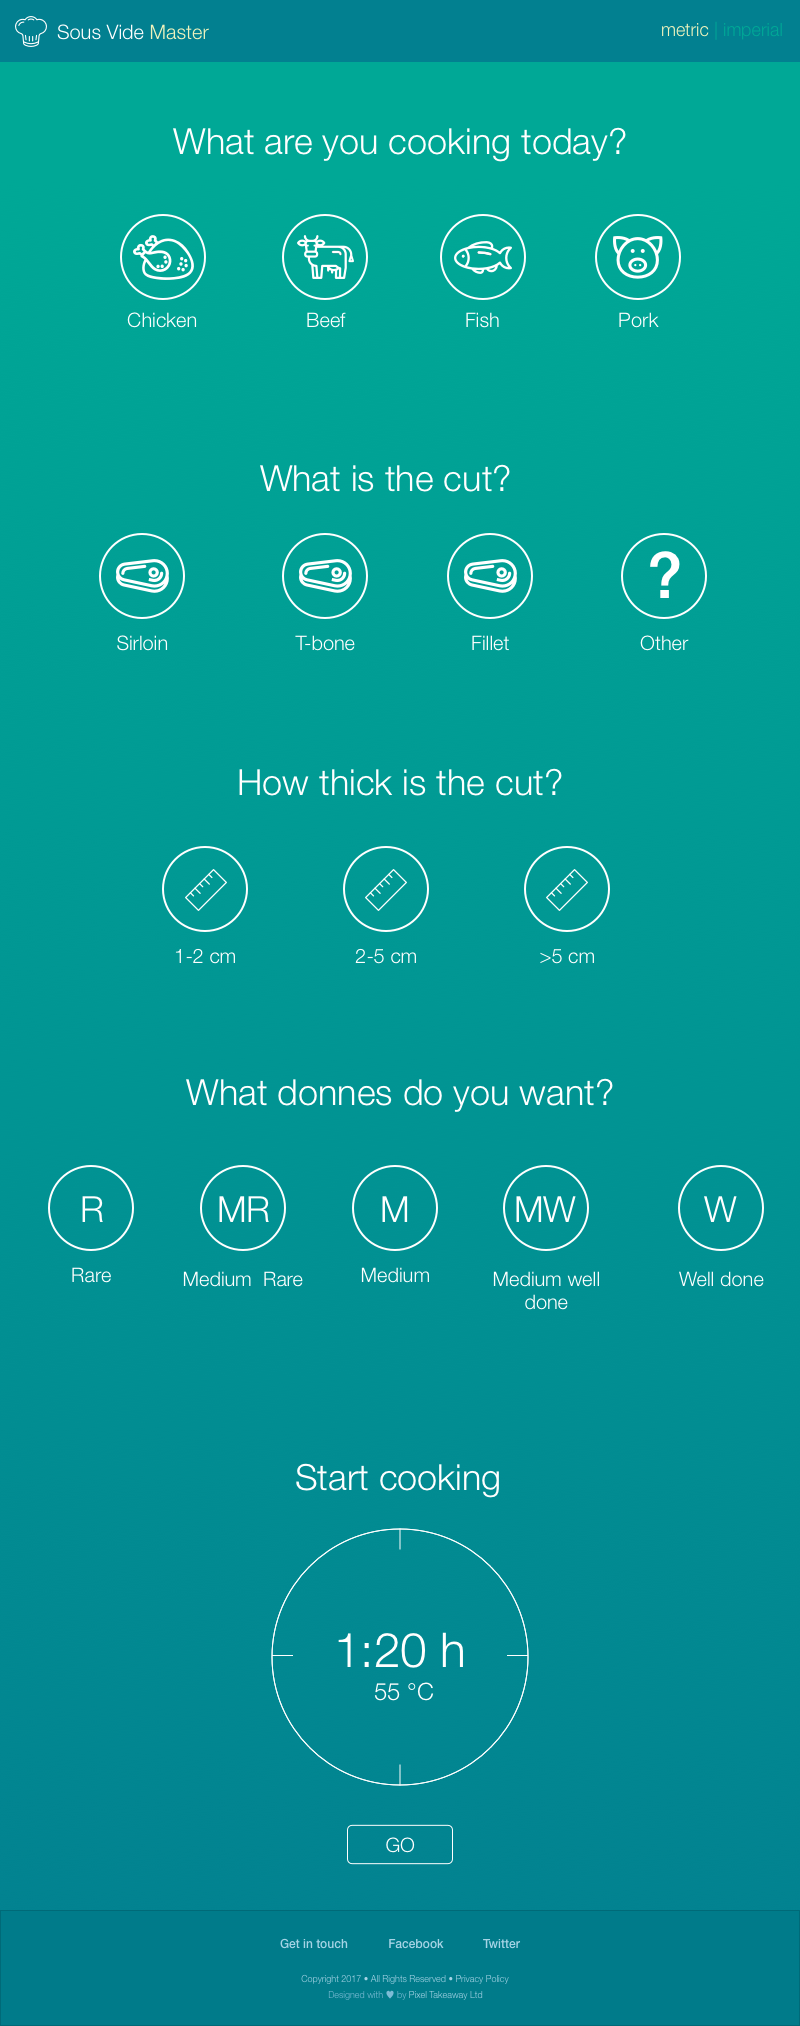 Sous Vide Master
metric | imperial
What are you cooking today?
Chicken Beef Fish Pork
What is the cut?
?
Sirloin T-bone Fillet Other
How thick is the cut?
1-2 cm 2-5 cm >5 cm
What donnes do you want?
R MR M MW W
Rare Medium Rare Medium Medium well done Well done
Start cooking
1:20 h
55 °C
GO
Get in touch Facebook Twitter
Copyright 2017 • All Rights Reserved • Privacy Policy
Designed with ♥ by Pixel Takeaway Ltd